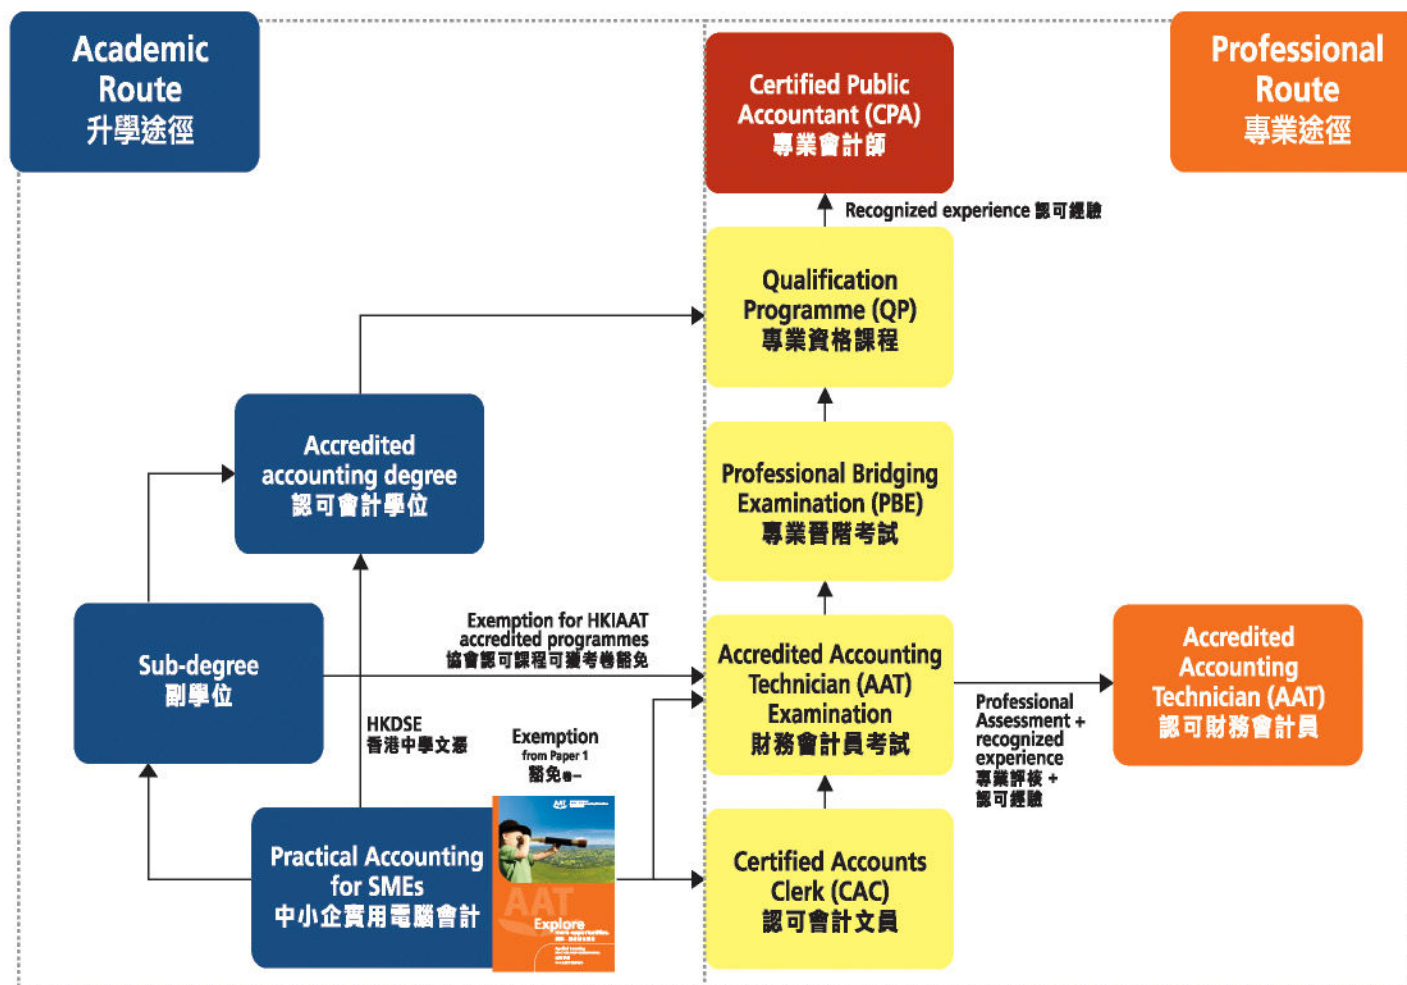 Academic
Route
升學途徑
Professional
Route
專業途徑
Certified Public
Accountant (CPA)
專業會計師
Recognized experience 認可經驗
Qualification
Programme (QP)
專業資格課程
Accredited
accounting degree
認可會計學位
Professional Bridging
Examination (PBE)
專業晉階考試
Sub-degree
副學位
Exemption for HKIAAT
accredited programmes
協會認可課程可獲考卷豁免
Accredited Accounting
Technician (AAT)
Examination
財務會計員考試
Professional
Assessment +
recognized
experience
專業評核 +
認可經驗
Accredited
Accounting
Technician (AAT)
認可財務會計員
HKDSE
香港中學文憑
Exemption
from Paper 1
豁免卷一
Practical Accounting
for SMEs
中小企實用電腦會計
AAT
AAT
Explore
Certified Accounts
Clerk (CAC)
認可會計文員